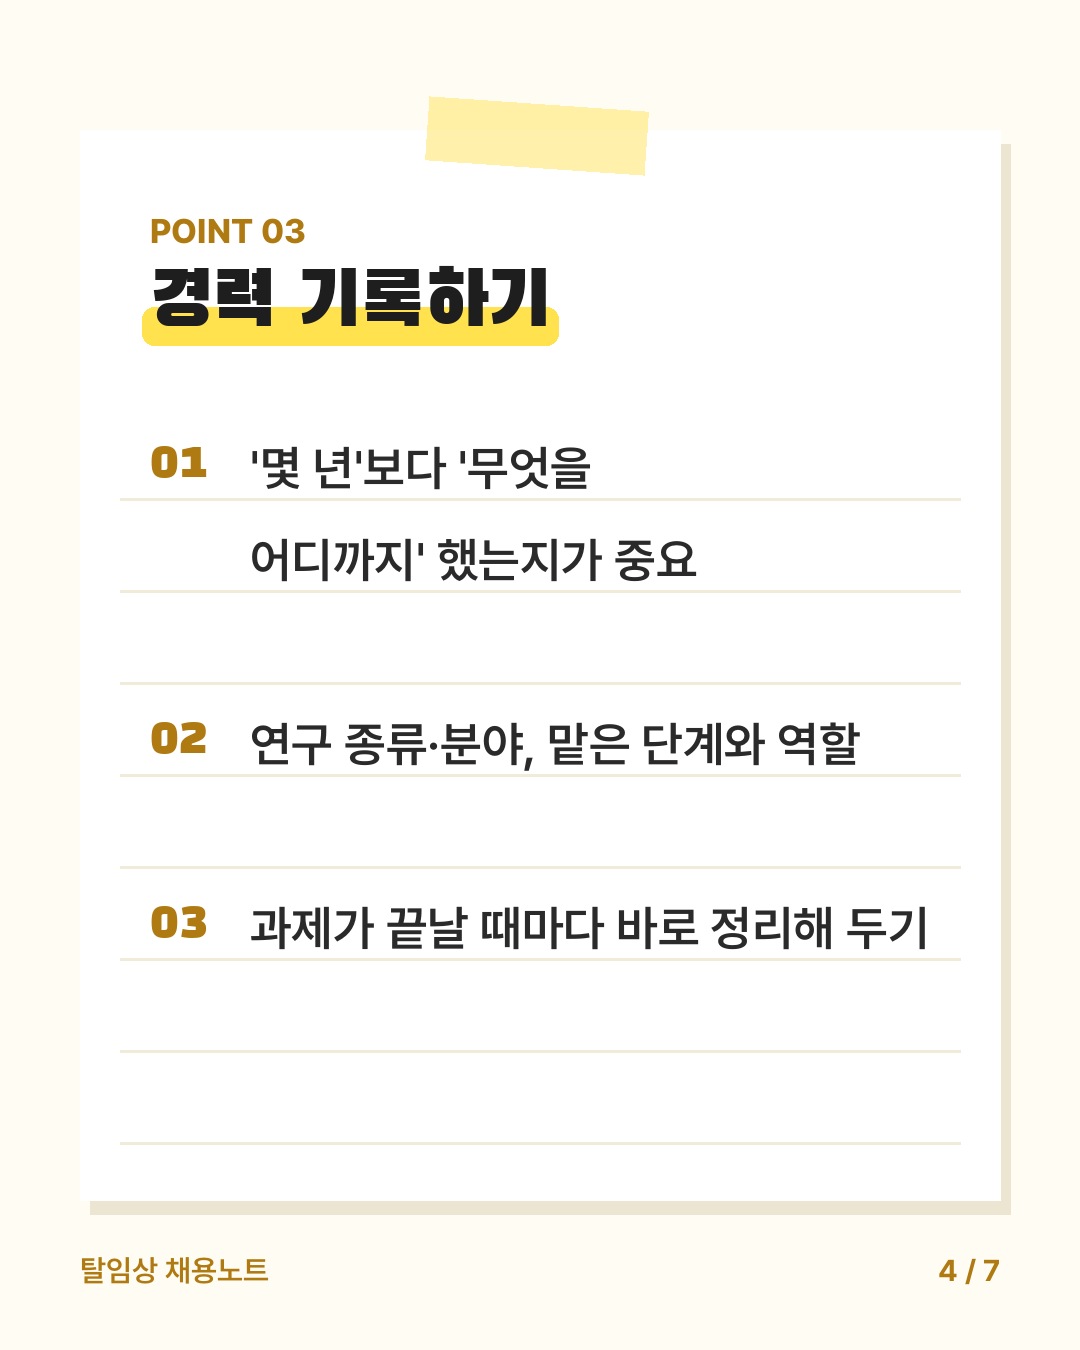 POINT 03
경력 기록하기
01 '몇 년'보다 '무엇을
어디까지' 했는지가 중요
02 연구 종류·분야, 맡은 단계와 역할
03 과제가 끝날 때마다 바로 정리해 두기
탈임상 채용노트
4 / 7